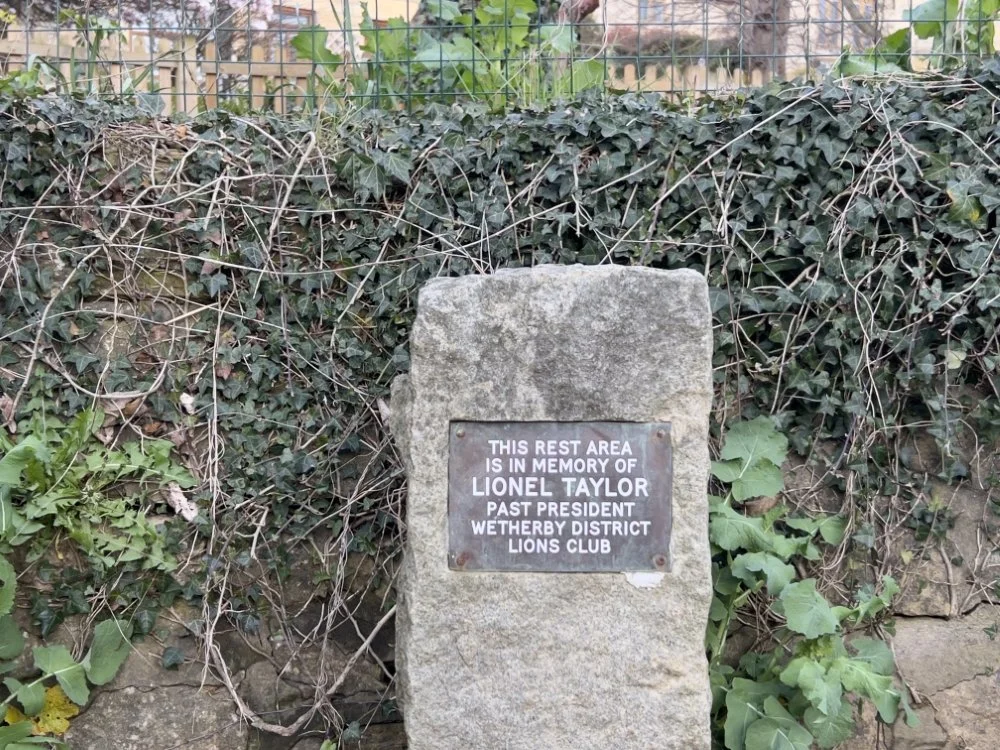 THIS REST AREA
IS IN MEMORY OF
LIONEL TAYLOR
PAST PRESIDENT
WETHERBY DISTRICT
LIONS CLUB